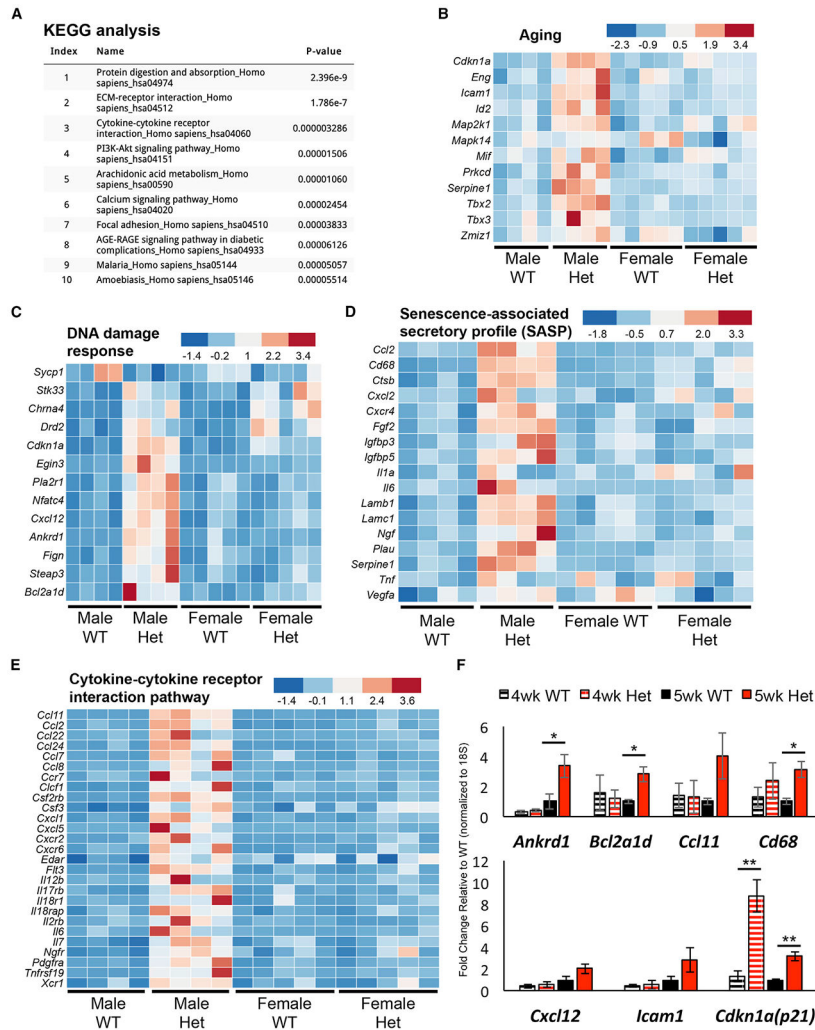 A
KEGG analysis
Index Name P-value
1 Protein digestion and absorption_Homo sapiens_hsa04974 2.396e-9
2 ECM-receptor interaction_Homo sapiens_hsa04512 1.786e-7
3 Cytokine-cytokine receptor interaction_Homo sapiens_hsa04060 0.000003286
4 PI3K-Akt signaling pathway_Homo sapiens_hsa04151 0.00001506
5 Arachidonic acid metabolism_Homo sapiens_hsa00590 0.00001060
6 Calcium signaling pathway_Homo sapiens_hsa04020 0.00002454
7 Focal adhesion_Homo sapiens_hsa04510 0.00003833
8 AGE-RAGE signaling pathway in diabetic complications_Homo sapiens_hsa04933 0.00006126
9 Malaria_Homo sapiens_hsa05144 0.00005057
10 Amoebiasis_Homo sapiens_hsa05146 0.00005514
B
Aging
-2.3 -0.9 0.5 1.9 3.4
Cdkn1a
Eng
Icam1
Id2
Map2k1
Mapk14
Mif
Prkcd
Serpine1
Tbx2
Tbx3
Zmiz1
Male WT
Male Het
Female WT
Female Het
C
DNA damage response
-1.4 -0.2 1 2.2 3.4
Sycp1
Stk33
Chrna4
Drd2
Cdkn1a
Egin3
Pla2r1
Nfatc4
Cxcl12
Ankrd1
Fign
Steap3
Bcl2a1d
Male WT
Male Het
Female WT
Female Het
D
Senescence-associated secretory profile (SASP)
-1.8 -0.5 0.7 2.0 3.3
Ccl2
Cd68
Ctsb
Cxcl2
Cxcr4
Fgf2
Igfbp3
Igfbp5
Il1a
Il6
Lamb1
Lamc1
Ngf
Plau
Serpine1
Tnf
Vegfa
Male WT
Male Het
Female WT
Female Het
E
Cytokine-cytokine receptor interaction pathway
-1.4 -0.1 1.1 2.4 3.6
Ccl11
Ccl2
Ccl22
Ccl24
Ccl7
Ccl8
Ccr7
Clcf1
Csf2rb
Csf3
Cxcl1
Cxcl5
Cxcr2
Cxcr6
Edar
Flt3
Il12b
Il17rb
Il18r1
Il18rap
Il2rb
Il6
Il7
Ngfr
Pdgfra
Tnfrsf19
Xcr1
Male WT
Male Het
Female WT
Female Het
F
4wk WT 4wk Het 5wk WT 5wk Het
Fold Change Relative to WT (normalized to 18S)
6
4
2
0
* * *
Ankrd1 Bcl2a1d Ccl11 Cd68
12
10
8
6
4
2
0
** **
Cxcl12 Icam1 Cdkn1a(p21)